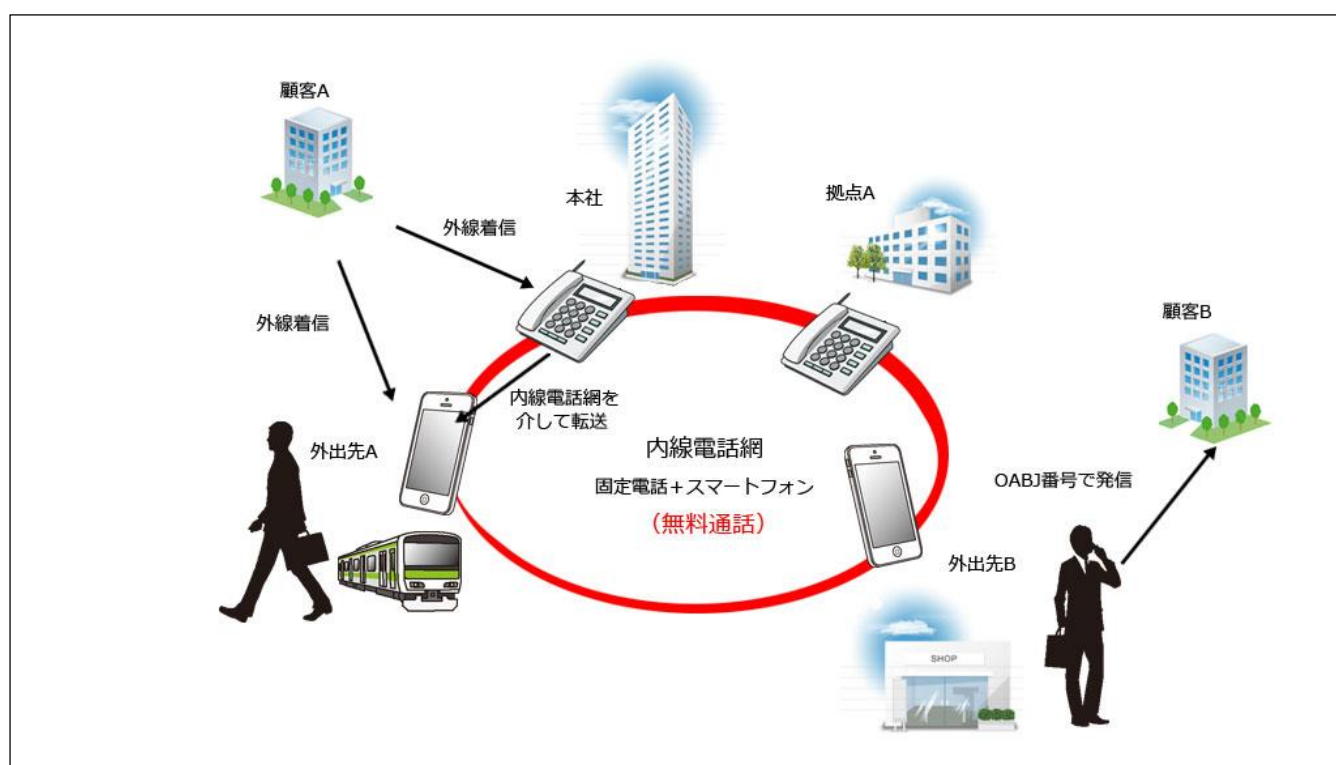 顧客A
本社
拠点A
外線着信
外線着信
顧客B
内線電話網を
介して転送
外出先A
内線電話網
固定電話＋スマートフォン
（無料通話）
OABJ番号で発信
外出先B
SHOP